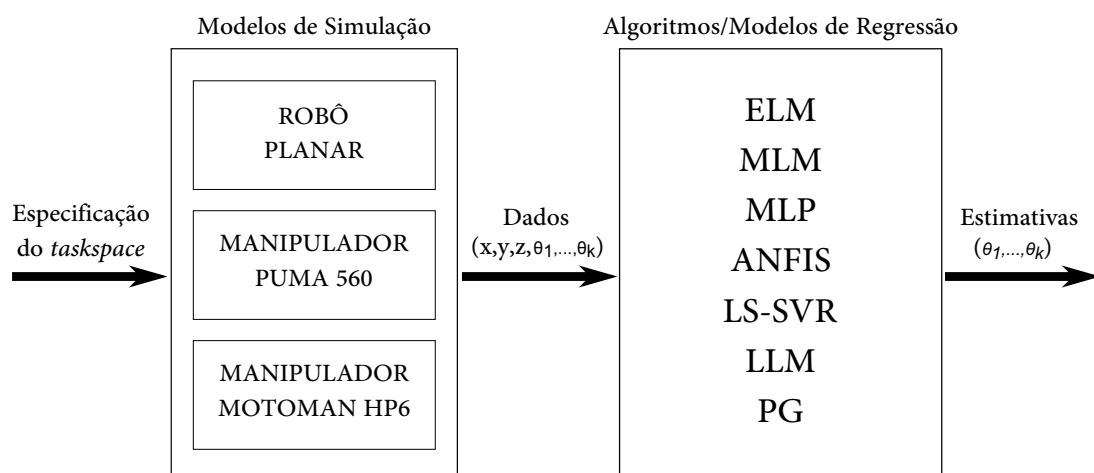 Modelos de Simulação
Algoritmos/Modelos de Regressão
Especificação
do taskspace
ROBÔ
PLANAR
MANIPULADOR
PUMA 560
MANIPULADOR
MOTOMAN HP6
Dados
(x,y,z,θ₁,...,θₖ)
ELM
MLM
MLP
ANFIS
LS-SVR
LLM
PG
Estimativas
(θ₁,...,θₖ)